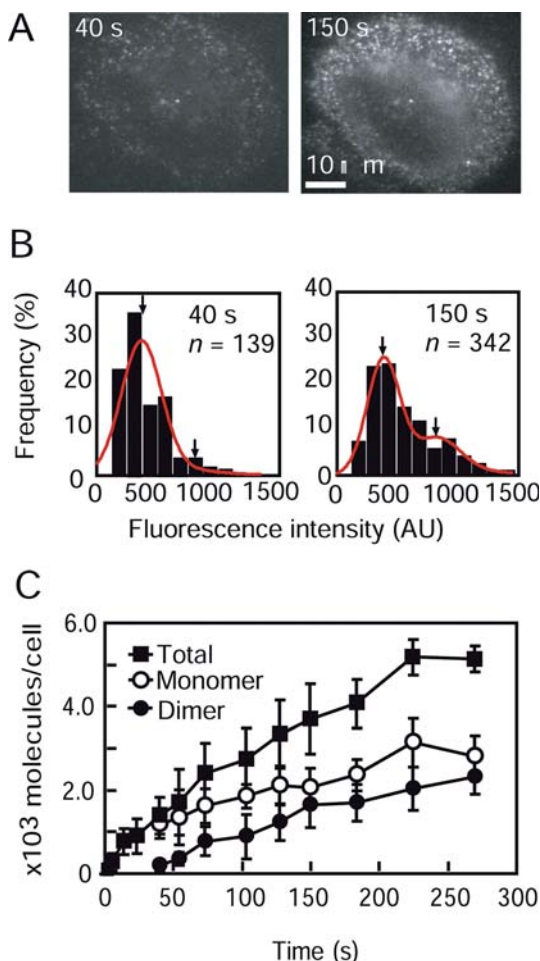 A
40 s
150 s
10 m
B
Frequency (%)
40
30
20
10
0
40 s
n = 139
0 500 1000 1500
40
30
20
10
0
150 s
n = 342
0 500 1000 1500
Fluorescence intensity (AU)
C
x103 molecules/cell
6.0
4.0
2.0
0
Total
Monomer
Dimer
0 50 100 150 200 250 300
Time (s)